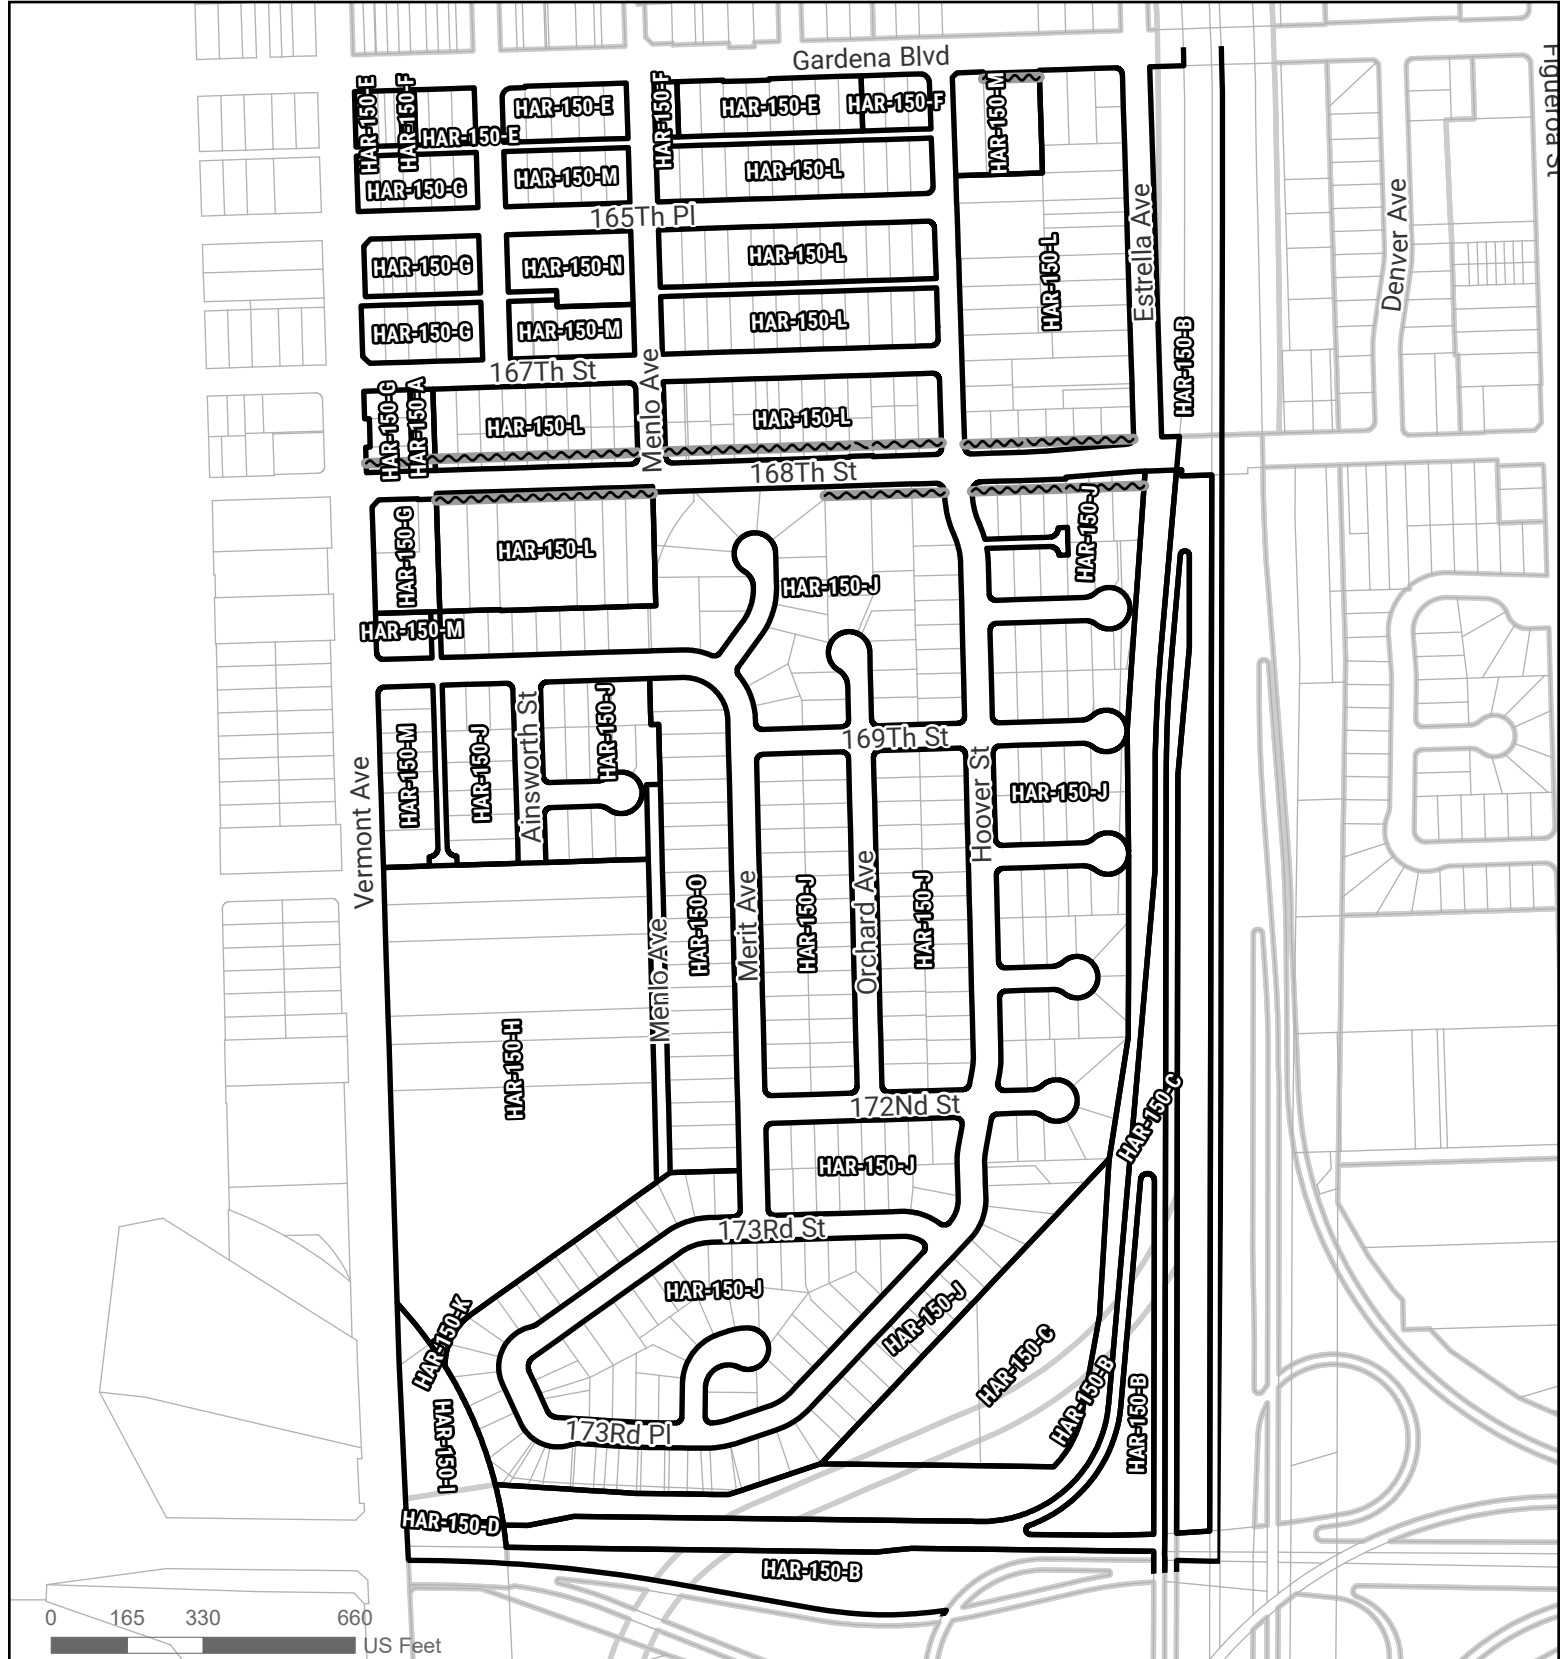 Gardena Blvd
Figueroa St
HAR-150-E
HAR-150-F
HAR-150-E
HAR-150-E
HAR-150-F
HAR-150-E
HAR-150-F
HAR-150-M
HAR-150-G
HAR-150-M
HAR-150-L
165Th Pl
Estrella Ave
Denver Ave
HAR-150-G
HAR-150-N
HAR-150-L
HAR-150-L
HAR-150-G
HAR-150-M
HAR-150-L
HAR-150-B
167Th St
Menlo Ave
HAR-150-G
HAR-150-A
HAR-150-L
HAR-150-L
168Th St
HAR-150-G
HAR-150-L
HAR-150-J
HAR-150-J
HAR-150-M
HAR-150-M
HAR-150-J
Ainsworth St
HAR-150-J
169Th St
Hoover St
HAR-150-J
Vermont Ave
HAR-150-O
Merit Ave
HAR-150-J
Orchard Ave
HAR-150-J
Menlo Ave
HAR-150-H
172Nd St
HAR-150-C
HAR-150-J
173Rd St
HAR-150-J
HAR-150-J
HAR-150-K
HAR-150-C
HAR-150-B
HAR-150-B
HAR-150-I
173Rd Pl
HAR-150-D
HAR-150-B
0 165 330 660
US Feet